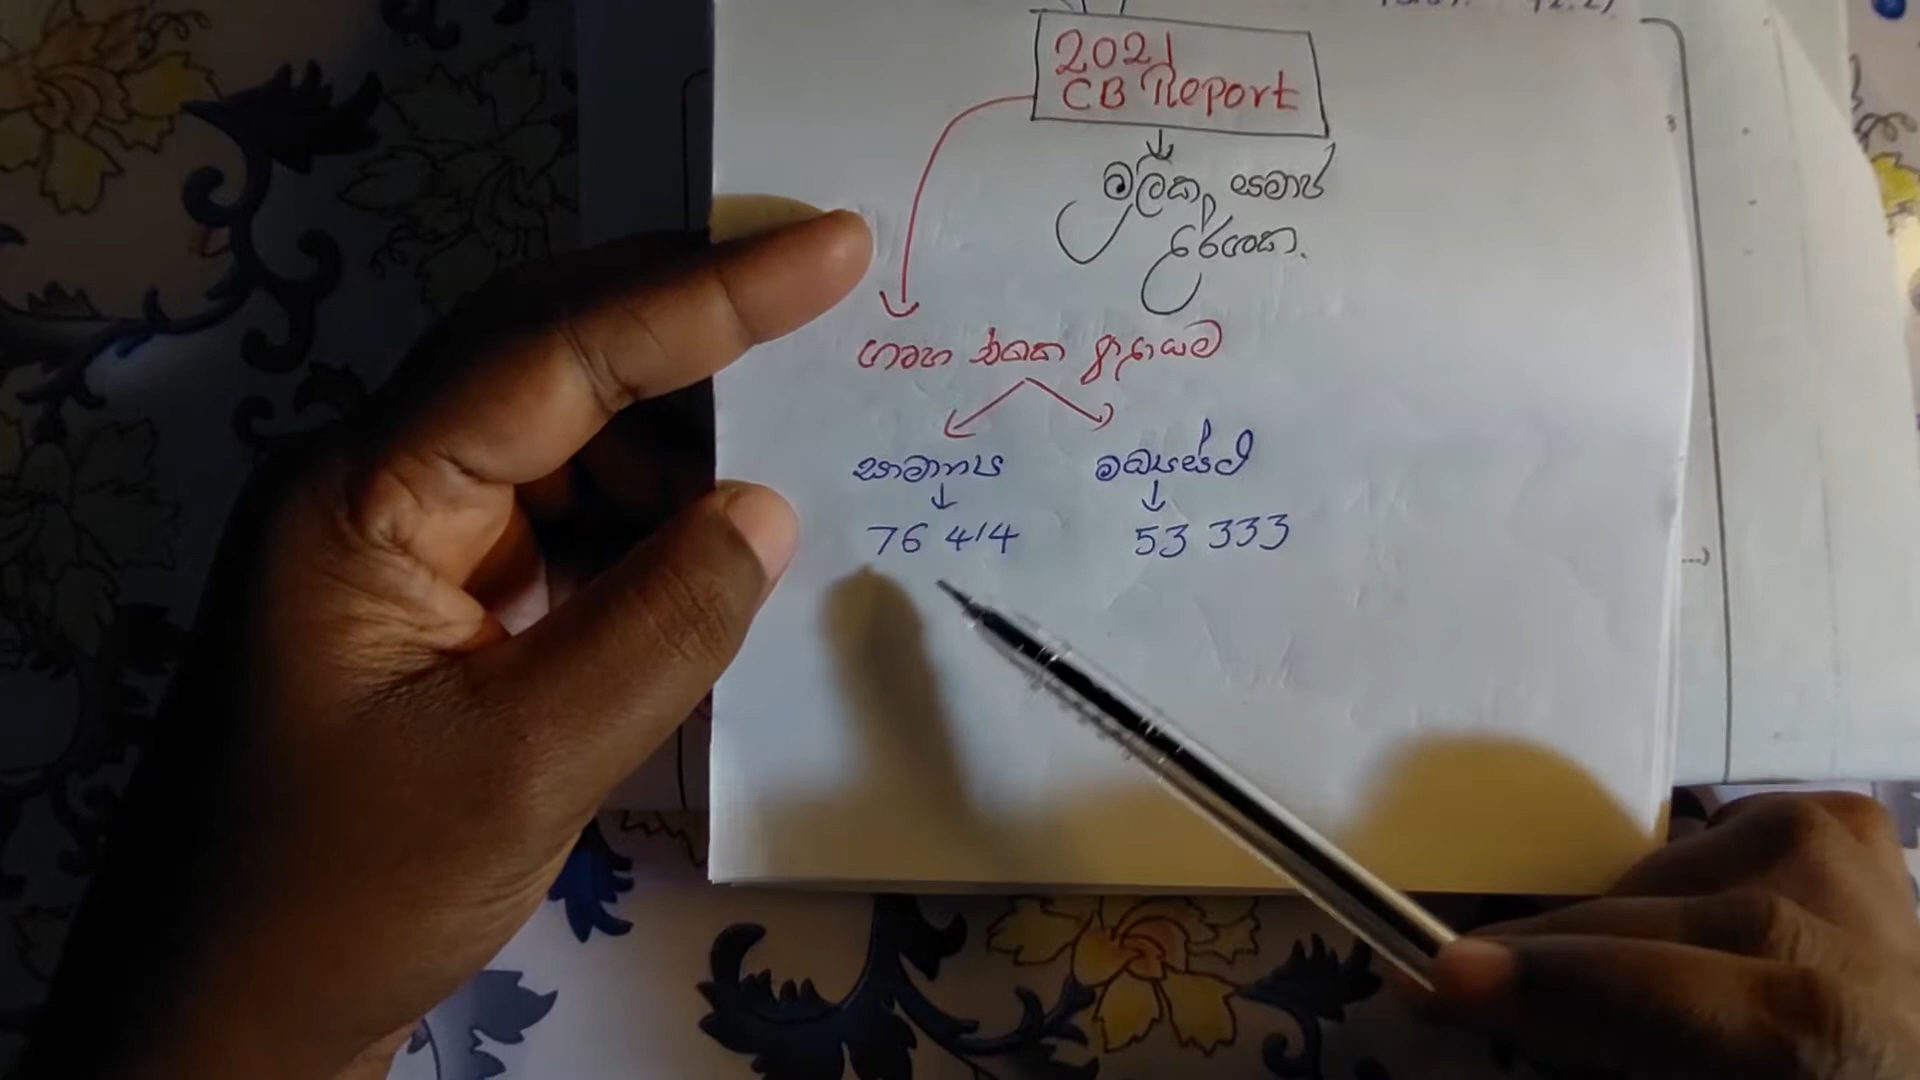 2021
CB Report
මූලික සමාජ
දර්ශක.
ගෘහ ඒකක ආදායම
සාමාන්‍ය මධ්‍යස්ථ
76 414 53 333